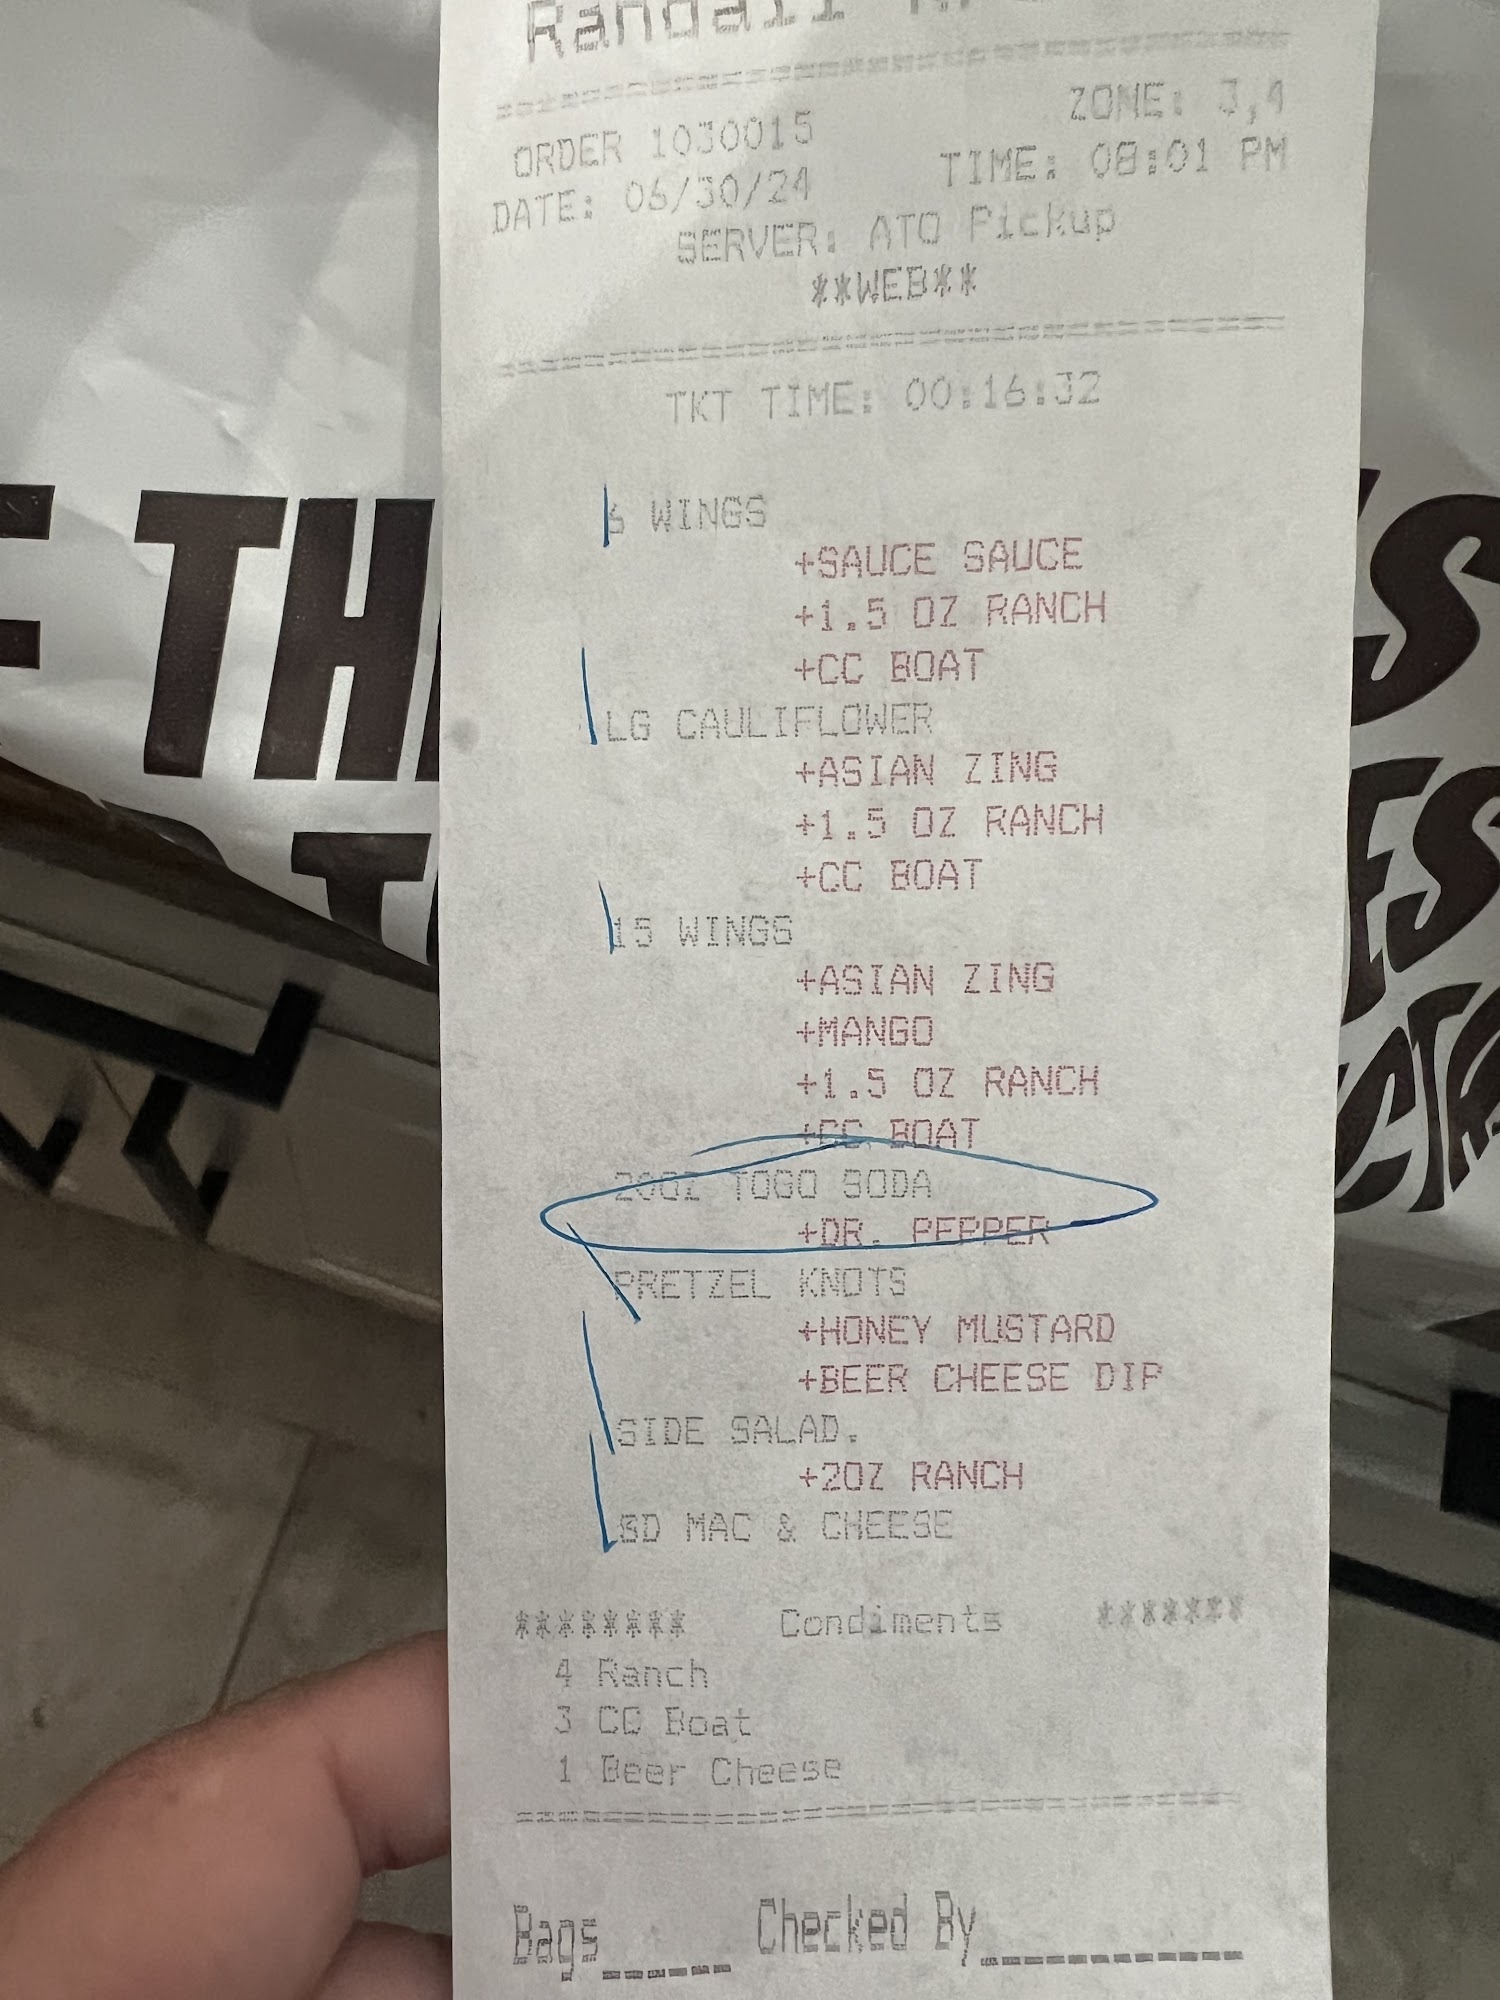 Randall
ORDER 1030015 ZONE: 3,4
DATE: 06/30/24 TIME: 08:01 PM
SERVER: ATO Pickup
**WEB**
TKT TIME: 00:16:32
6 WINGS
+SAUCE SAUCE
+1.5 OZ RANCH
+CC BOAT
LG CAULIFLOWER
+ASIAN ZING
+1.5 OZ RANCH
+CC BOAT
15 WINGS
+ASIAN ZING
+MANGO
+1.5 OZ RANCH
+CC BOAT
20OZ TOGO SODA
+DR. PEPPER
PRETZEL KNOTS
+HONEY MUSTARD
+BEER CHEESE DIP
SIDE SALAD.
+2OZ RANCH
SD MAC & CHEESE
******** Condiments *******
4 Ranch
3 CC Boat
1 Beer Cheese
Bags_____ Checked By__________